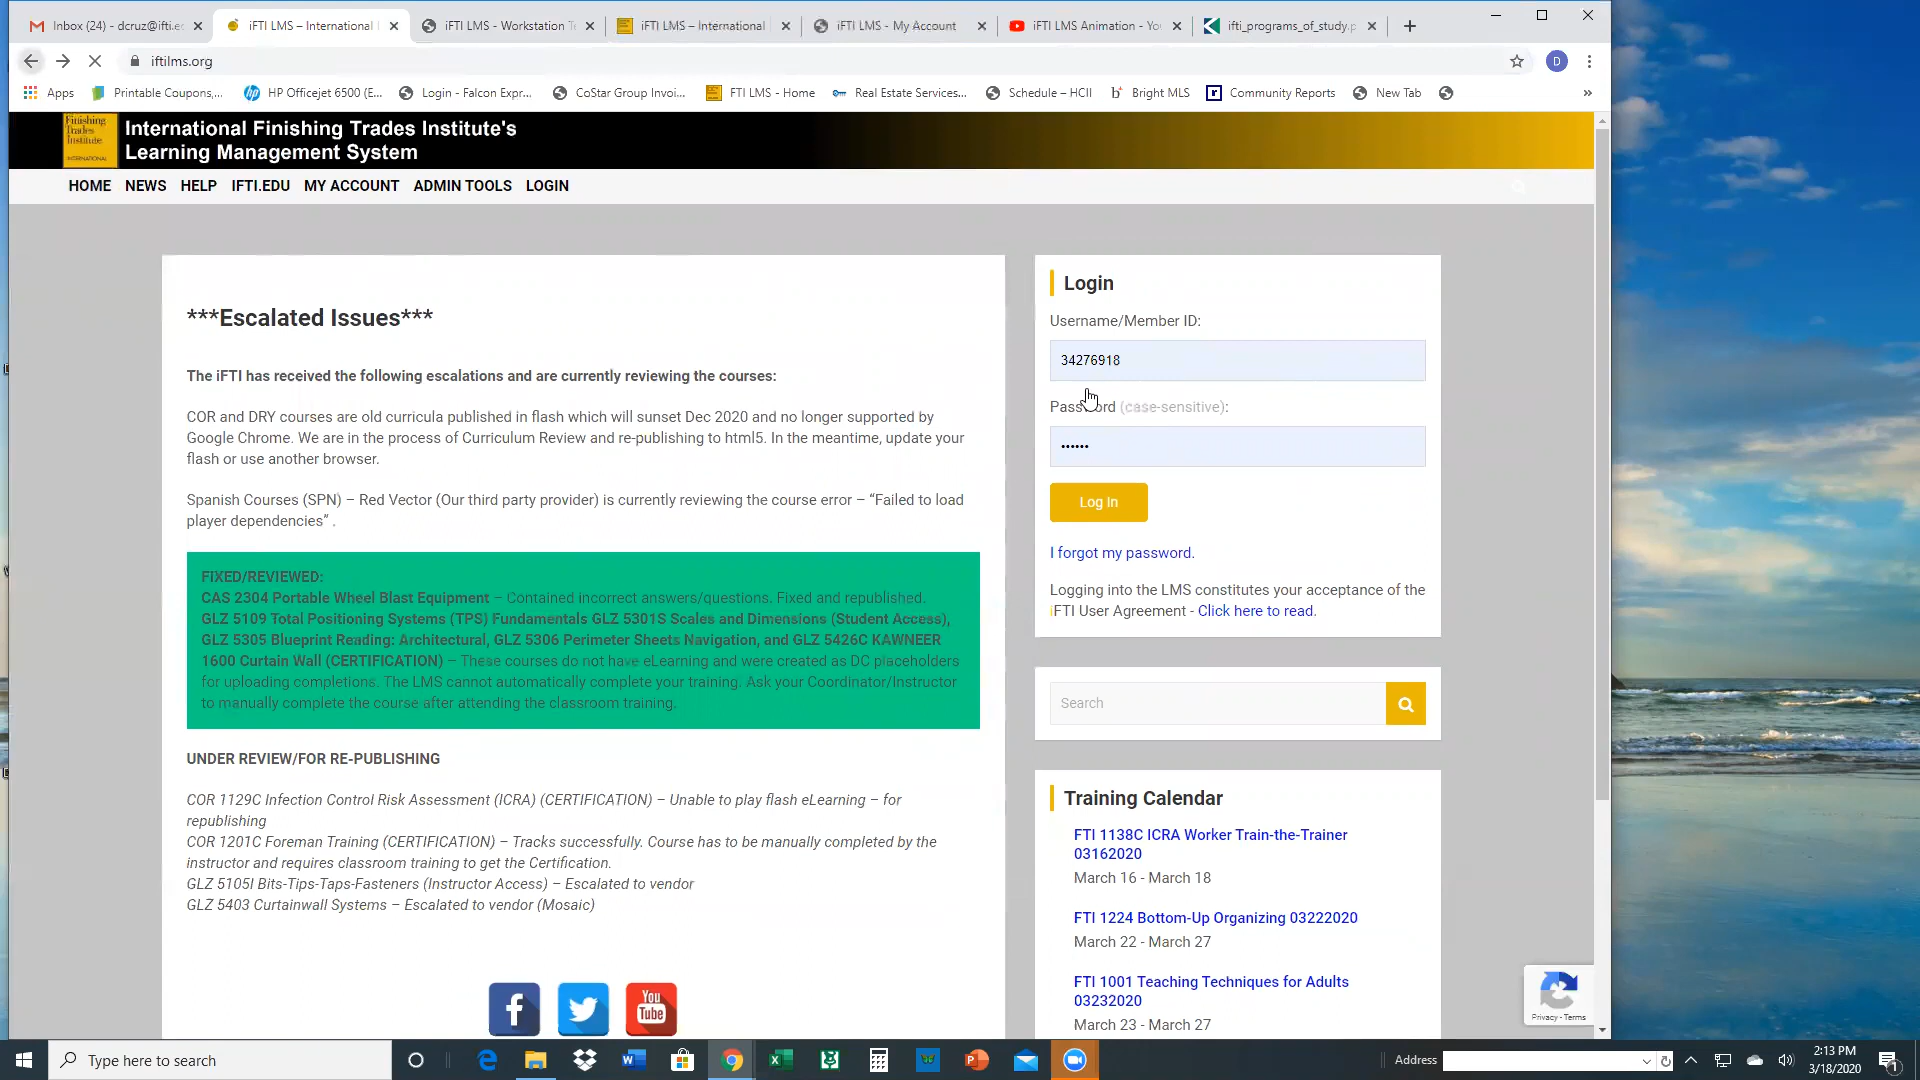 Inbox (24) - dcruz@ifti.ec
iFTI LMS – International
iFTI LMS - Workstation Te
iFTI LMS – International
iFTI LMS - My Account
iFTI LMS Animation - You
ifti_programs_of_study.p
iftilms.org
D
Apps
Printable Coupons,...
HP Officejet 6500 (E...
Login - Falcon Expr...
CoStar Group Invoi...
FTI LMS - Home
Real Estate Services...
Schedule – HCII
Bright MLS
Community Reports
New Tab
Finishing
Trades
Institute
INTERNATIONAL
International Finishing Trades Institute's
Learning Management System
HOME NEWS HELP IFTI.EDU MY ACCOUNT ADMIN TOOLS LOGIN
***Escalated Issues***
The iFTI has received the following escalations and are currently reviewing the courses:
COR and DRY courses are old curricula published in flash which will sunset Dec 2020 and no longer supported by
Google Chrome. We are in the process of Curriculum Review and re-publishing to html5. In the meantime, update your
flash or use another browser.
Spanish Courses (SPN) – Red Vector (Our third party provider) is currently reviewing the course error – “Failed to load
player dependencies” .
FIXED/REVIEWED:
CAS 2304 Portable Wheel Blast Equipment – Contained incorrect answers/questions. Fixed and republished.
GLZ 5109 Total Positioning Systems (TPS) Fundamentals GLZ 5301S Scales and Dimensions (Student Access),
GLZ 5305 Blueprint Reading: Architectural, GLZ 5306 Perimeter Sheets Navigation, and GLZ 5426C KAWNEER
1600 Curtain Wall (CERTIFICATION) – These courses do not have eLearning and were created as DC placeholders
for uploading completions. The LMS cannot automatically complete your training. Ask your Coordinator/Instructor
to manually complete the course after attending the classroom training.
UNDER REVIEW/FOR RE-PUBLISHING
COR 1129C Infection Control Risk Assessment (ICRA) (CERTIFICATION) – Unable to play flash eLearning – for
republishing
COR 1201C Foreman Training (CERTIFICATION) – Tracks successfully. Course has to be manually completed by the
instructor and requires classroom training to get the Certification.
GLZ 5105I Bits-Tips-Taps-Fasteners (Instructor Access) – Escalated to vendor
GLZ 5403 Curtainwall Systems – Escalated to vendor (Mosaic)
You
Tube
Login
Username/Member ID:
34276918
Password (case-sensitive):
••••••
Log In
I forgot my password.
Logging into the LMS constitutes your acceptance of the
iFTI User Agreement - Click here to read.
Search
Training Calendar
FTI 1138C ICRA Worker Train-the-Trainer
03162020
March 16 - March 18
FTI 1224 Bottom-Up Organizing 03222020
March 22 - March 27
FTI 1001 Teaching Techniques for Adults
03232020
March 23 - March 27
Privacy - Terms
Type here to search
Address
2:13 PM
3/18/2020
1